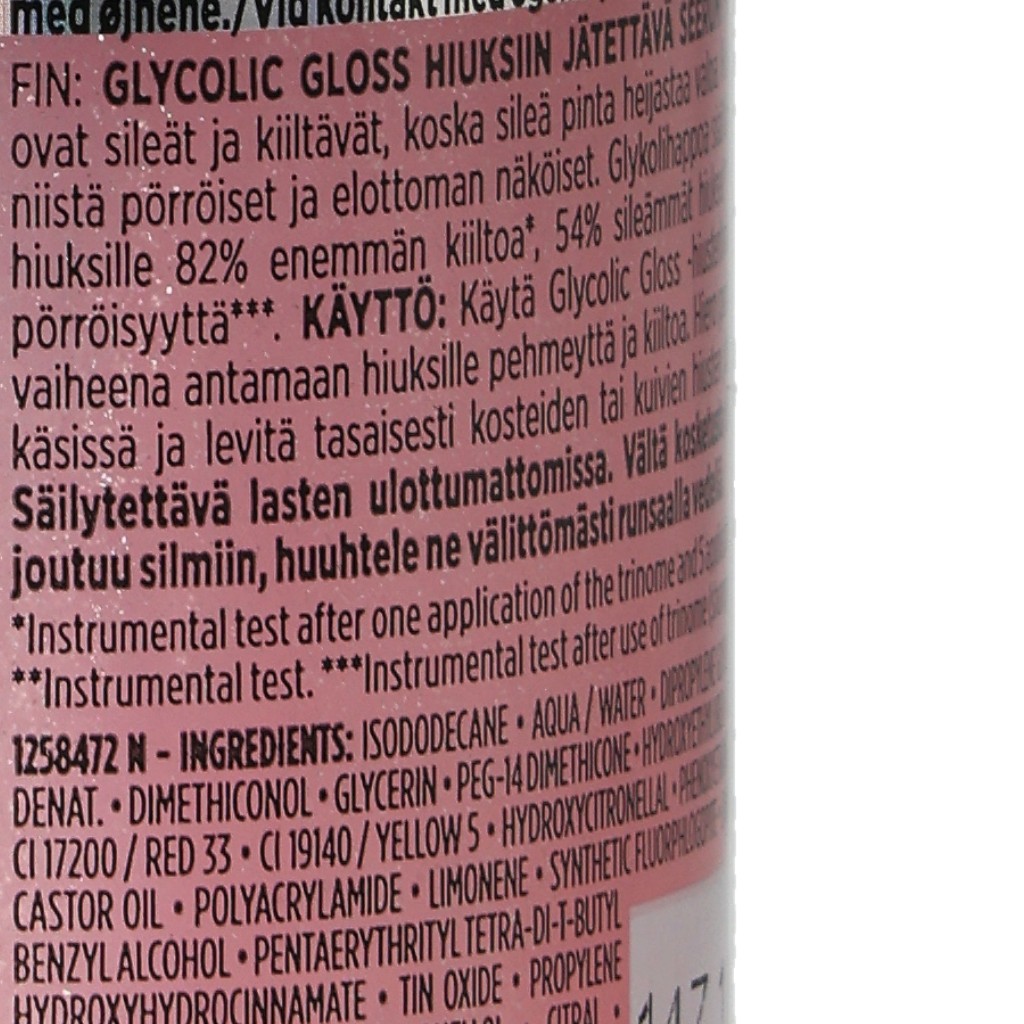 med øjnene./Vid kontakt med
FIN: GLYCOLIC GLOSS HIUKSIIN JÄTETTÄVÄ
ovat sileät ja kiiltävät, koska sileä pinta heijastaa
niistä pörröiset ja elottoman näköiset. Glykolihappoa
hiuksille 82% enemmän kiiltoa*, 54% sileämmät
pörröisyyttä***. KÄYTTÖ: Käytä Glycolic Gloss
vaiheena antamaan hiuksille pehmeyttä ja kiiltoa.
käsissä ja levitä tasaisesti kosteiden tai kuivien
Säilytettävä lasten ulottumattomissa. Vältä
joutuu silmiin, huuhtele ne välittömästi runsaalla
*Instrumental test after one application of the trinome and
**Instrumental test. ***Instrumental test after use of trinome
1258472 N - INGREDIENTS: ISODODECANE • AQUA / WATER •
DENAT. • DIMETHICONOL • GLYCERIN • PEG-14 DIMETHICONE •
CI 17200 / RED 33 • CI 19140 / YELLOW 5 • HYDROXYCITRONELLAL •
CASTOR OIL • POLYACRYLAMIDE • LIMONENE • SYNTHETIC FLUORPHLOGOPITE
BENZYL ALCOHOL • PENTAERYTHRITYL TETRA-DI-T-BUTYL
HYDROXYHYDROCINNAMATE • TIN OXIDE • PROPYLENE
CITRAL •